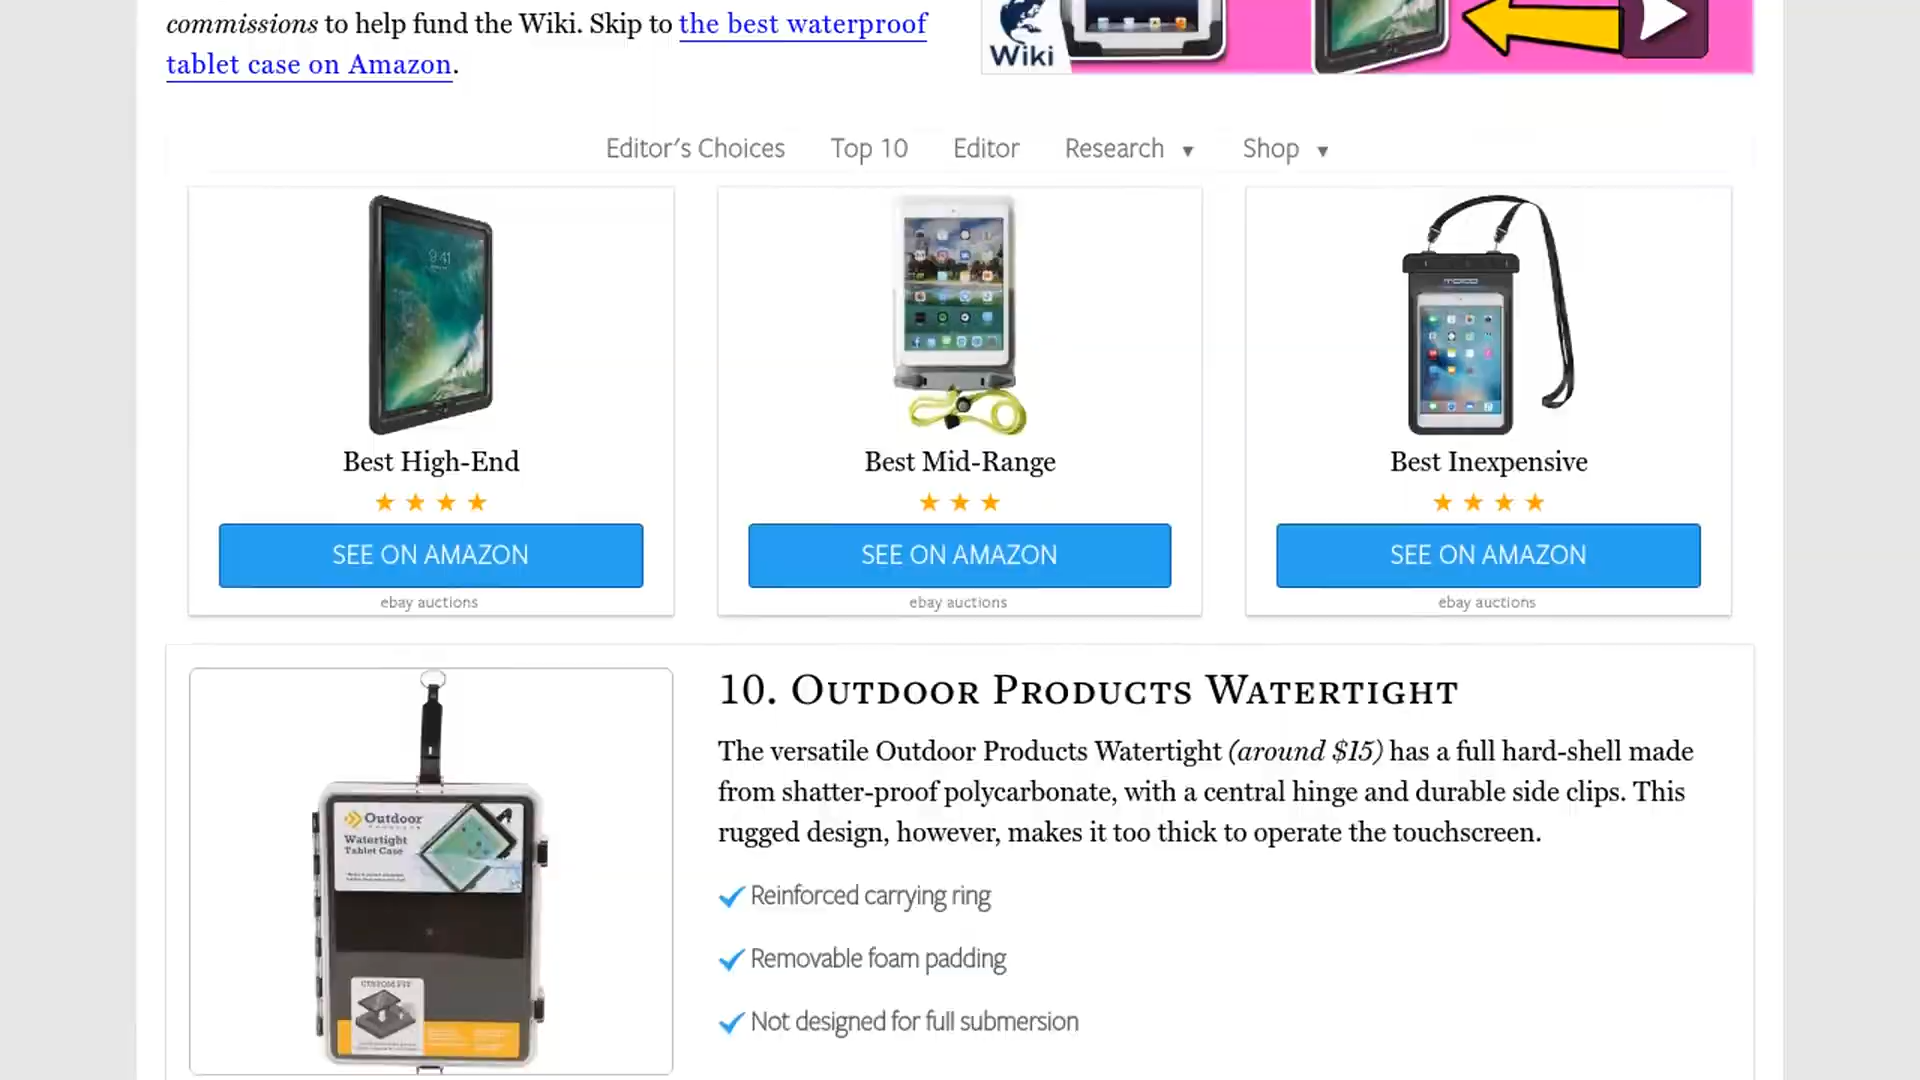 commissions to help fund the Wiki. Skip to the best waterproof
tablet case on Amazon.
Wiki
Editor's Choices Top 10 Editor Research ▼ Shop ▼
9:41
Best High-End
★ ★ ★ ★
SEE ON AMAZON
ebay auctions
Best Mid-Range
★ ★ ★
SEE ON AMAZON
ebay auctions
Best Inexpensive
★ ★ ★ ★
SEE ON AMAZON
ebay auctions
Outdoor
PRODUCTS
Watertight
Tablet Case
CUSTOM FIT
10. Outdoor Products Watertight
The versatile Outdoor Products Watertight (around $15) has a full hard-shell made
from shatter-proof polycarbonate, with a central hinge and durable side clips. This
rugged design, however, makes it too thick to operate the touchscreen.
Reinforced carrying ring
Removable foam padding
Not designed for full submersion